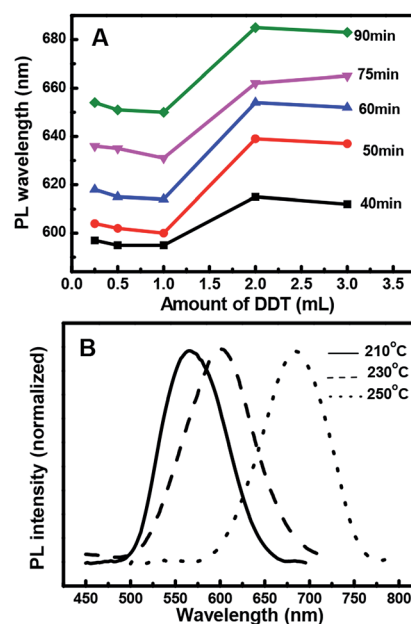 A
PL wavelength (nm)
680
660
640
620
600
90min
75min
60min
50min
40min
0.0 0.5 1.0 1.5 2.0 2.5 3.0 3.5
Amount of DDT (mL)
B
PL intensity (normalized)
210°C
230°C
250°C
450 500 550 600 650 700 750 800
Wavelength (nm)